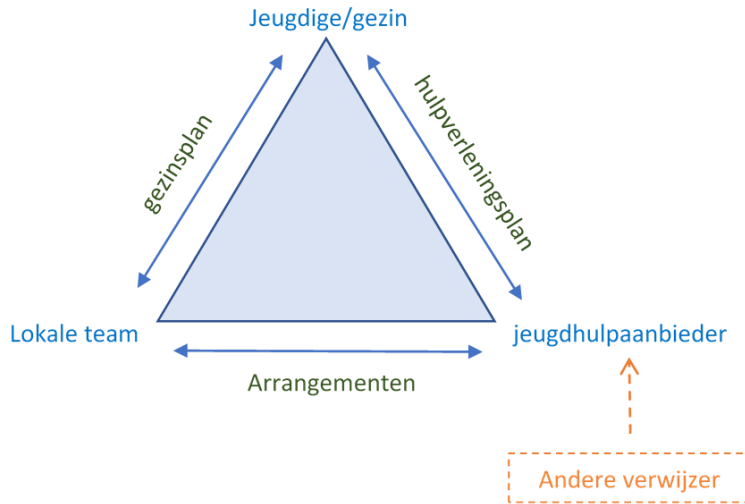 Jeugdige/gezin
gezinsplan
hulpverleningsplan
Lokale team
jeugdhulpaanbieder
Arrangementen
Andere verwijzer